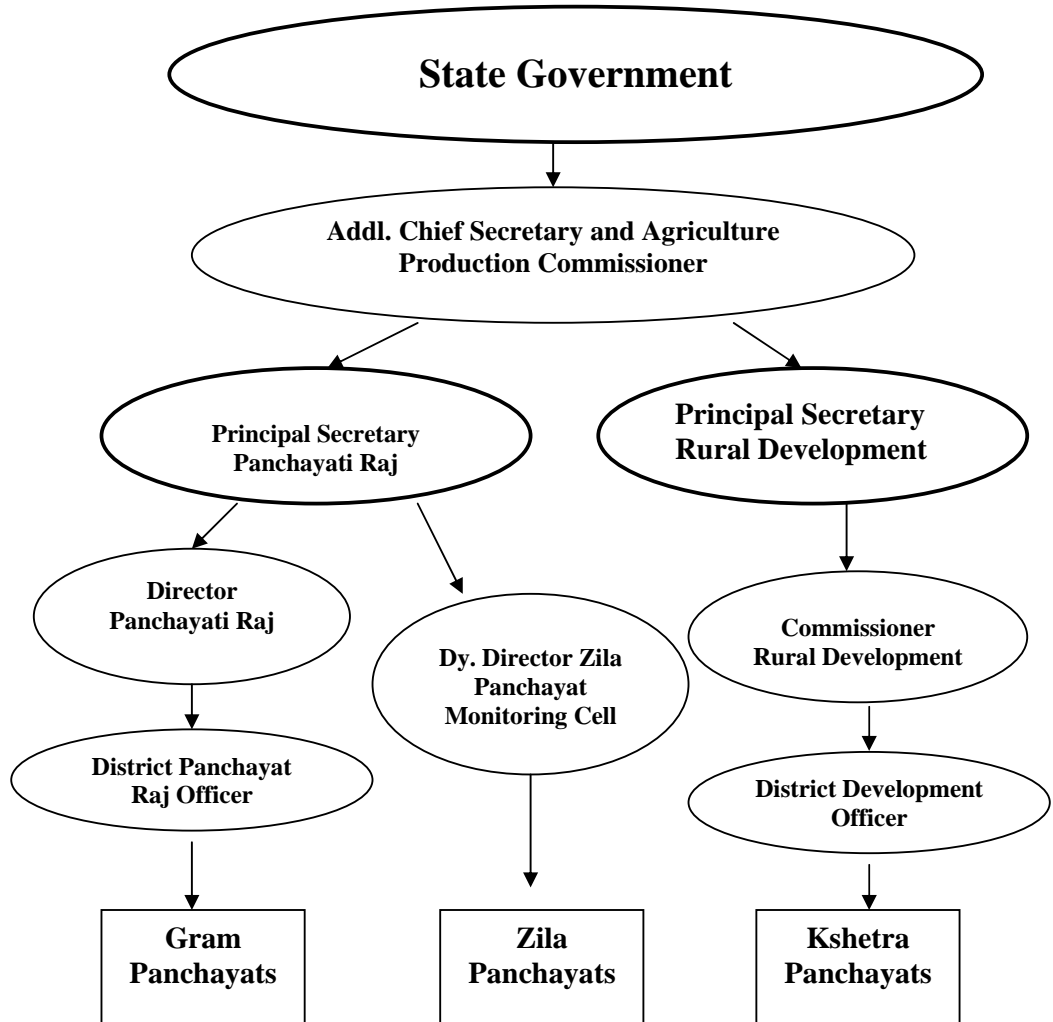 State Government
Addl. Chief Secretary and Agriculture
Production Commissioner
Principal Secretary
Panchayati Raj
Principal Secretary
Rural Development
Director
Panchayati Raj
Dy. Director Zila
Panchayat
Monitoring Cell
Commissioner
Rural Development
District Panchayat
Raj Officer
District Development
Officer
Gram
Panchayats
Zila
Panchayats
Kshetra
Panchayats